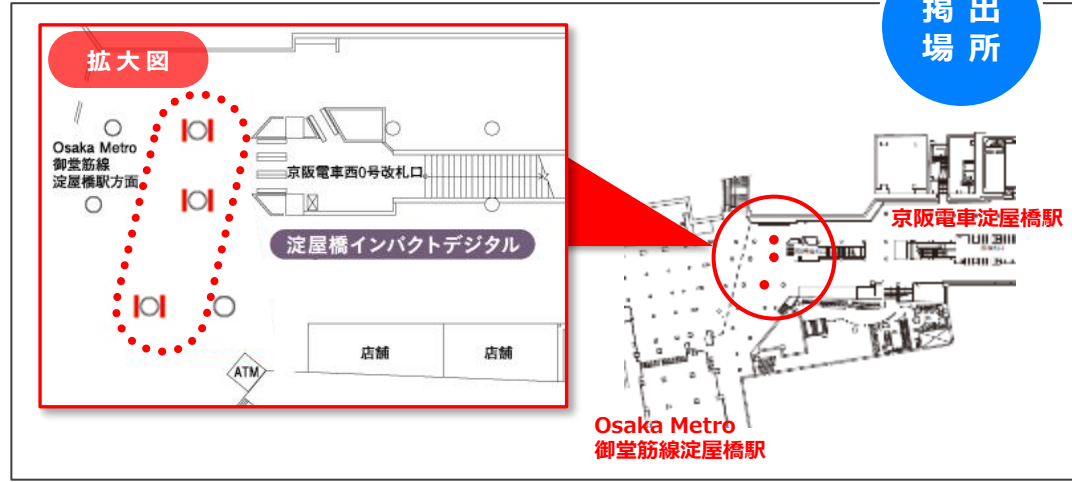 掲出
場所
拡大図
Osaka Metro
御堂筋線
淀屋橋駅方面
京阪電車西0号改札口
淀屋橋インパクトデジタル
店舗
店舗
ATM
京阪電車淀屋橋駅
Osaka Metro
御堂筋線淀屋橋駅